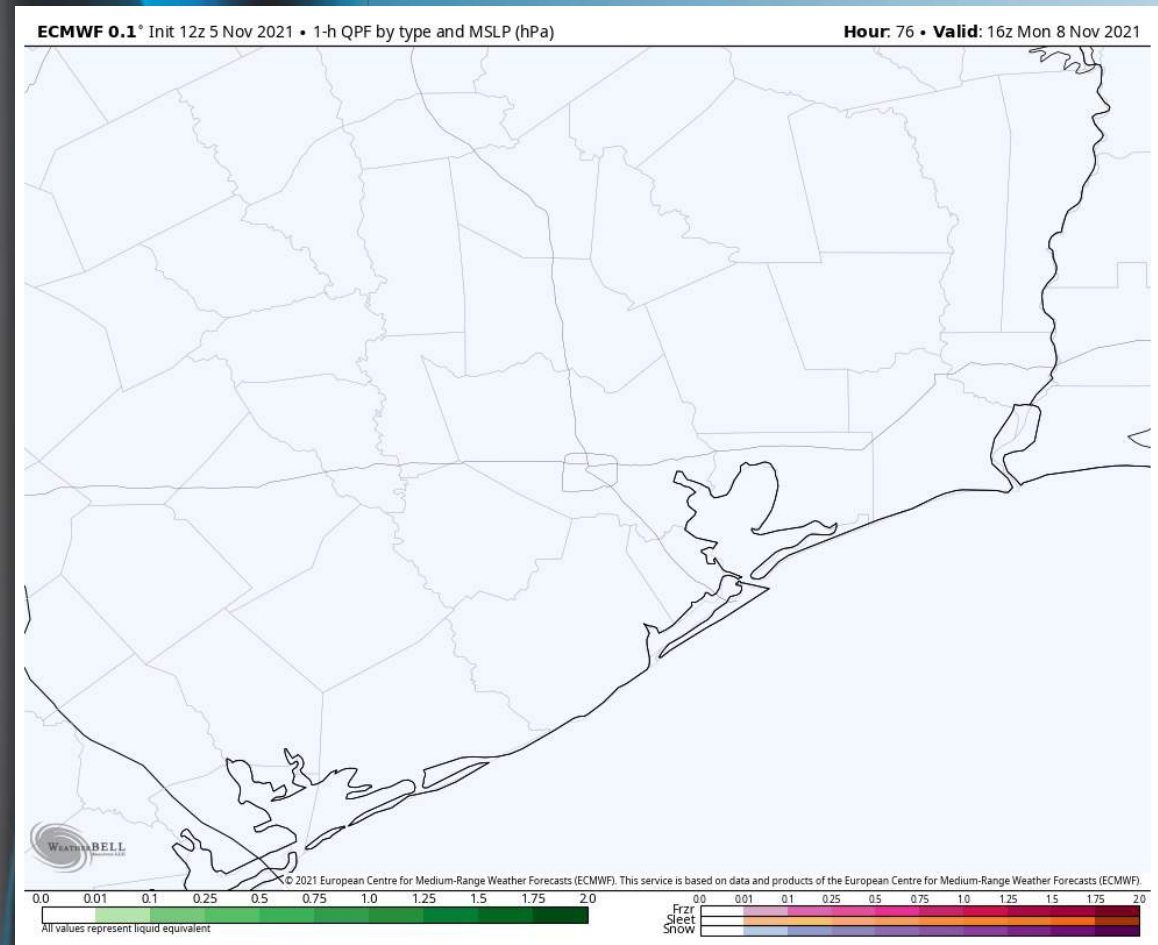 ECMWF 0.1° Init 12z 5 Nov 2021 • 1-h QPF by type and MSLP (hPa) Hour: 76 • Valid: 16z Mon 8 Nov 2021
WEATHERBELL
© 2021 European Centre for Medium-Range Weather Forecasts (ECMWF). This service is based on data and products of the European Centre for Medium-Range Weather Forecasts (ECMWF).
0.0 0.01 0.1 0.25 0.5 0.75 1.0 1.25 1.5 1.75 2.0
All values represent liquid equivalent
0.0 0.01 0.1 0.25 0.5 0.75 1.0 1.25 1.5 1.75 2.0
Frzr
Sleet
Snow